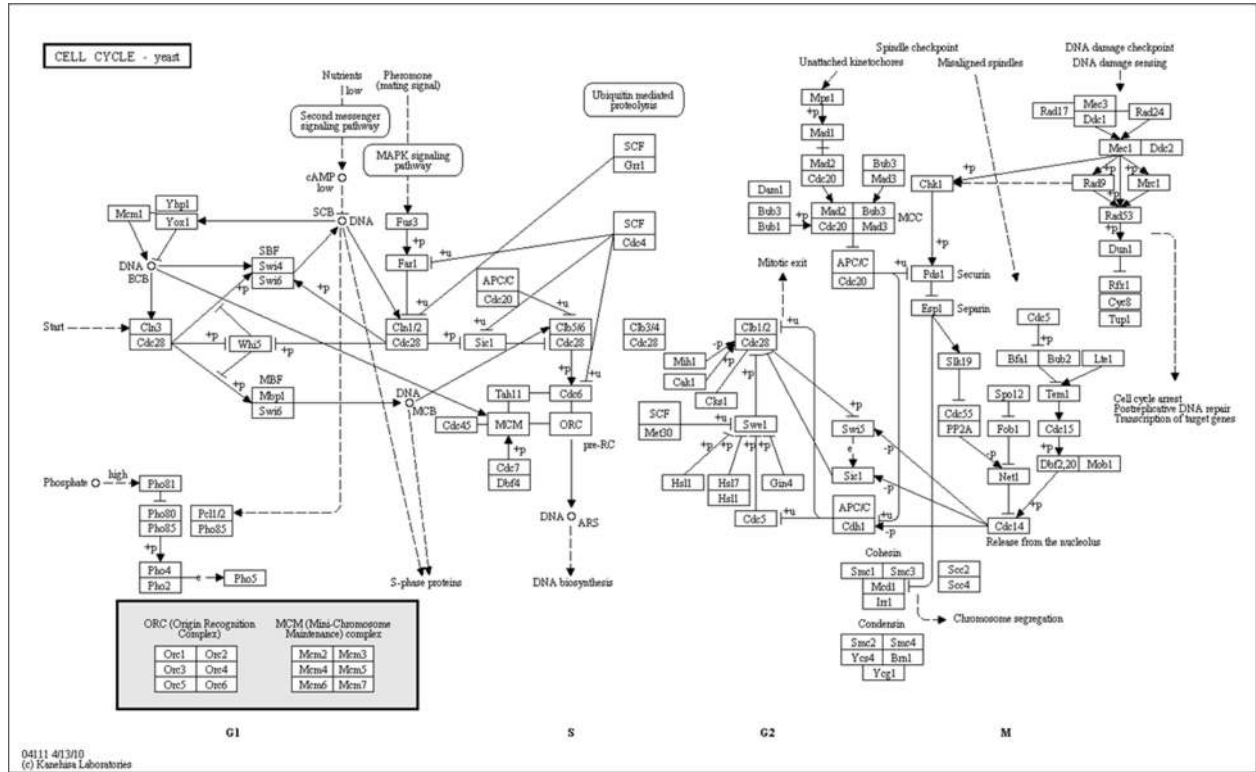 CELL CYCLE - yeast
Nutrients
low
Pheromone
(mating signal)
Second messenger
signaling pathway
MAPK signaling
pathway
cAMP
low
SCB
DNA
Ubiquitin mediated
proteolysis
SCF
Grr1
SCF
Cdc4
Mcm1
Yhp1
Yox1
Fus3
+p
Far1
+u
DNA
ECB
SBF
Swi4
Swi6
+p
+p
APC/C
Cdc20
+u
+u
Start
Cln3
Cdc28
+p
Whi5
+p
Cln1/2
Cdc28
+p
Sic1
+u
Clb5/6
Cdc28
+p
+u
+p
MBF
Mbp1
Swi6
DNA
MCB
Tah11
Cdc6
Cdc45
MCM
ORC
pre-RC
+p
Cdc7
Dbf4
Phosphate
high
Pho81
Pho80
Pho85
Pcl1/2
Pho85
+p
Pho4
Pho2
e
Pho5
S-phase proteins
DNA
ARS
DNA biosynthesis
Spindle checkpoint
Unattached kinetochores
Misaligned spindles
Mps1
+p
Mad1
Mad2
Cdc20
Bub3
Mad3
Dam1
Bub3
Bub1
+p
Mad2
Bub3
Cdc20
Mad3
MCC
Mitotic exit
APC/C
Cdc20
+u
Pds1
Securin
Esp1
Separin
Clb3/4
Cdc28
Clb1/2
Cdc28
+u
Mih1
-p
Cak1
+p
+p
Cks1
SCF
Met30
+u
Swe1
+p
+p
+p
+p
Hsl1
Hsl7
Hsl1
Gin4
Cdc5
+u
+p
Swi5
e
-p
Sic1
-p
APC/C
Cdh1
+u
-p
Slk19
Cdc55
PP2A
-p
Spo12
Fob1
Net1
Cdc14
Release from the nucleolus
Cdc5
+p
Bfa1
Bub2
Lte1
Tem1
Cdc15
+p
Dbf2,20
Mob1
+p
Cohesin
Smc1
Smc3
Mcd1
Irr1
Scc2
Scc4
Chromosome segregation
Condensin
Smc2
Smc4
Ycs4
Brn1
Ycg1
DNA damage checkpoint
DNA damage sensing
Rad17
Mec3
Ddc1
Rad24
Mec1
Ddc2
Chk1
+p
+p
+p
+p
+p
Rad9
Mrc1
Rad53
+p
Dun1
Rfx1
Cyc8
Tup1
Cell cycle arrest
Postreplicative DNA repair
Transcription of target genes
ORC (Origin Recognition
Complex)
Orc1 Orc2
Orc3 Orc4
Orc5 Orc6
MCM (Mini-Chromosome
Maintenance) complex
Mcm2 Mcm3
Mcm4 Mcm5
Mcm6 Mcm7
G1
S
G2
M
04111 4/13/10
(c) Kanehisa Laboratories